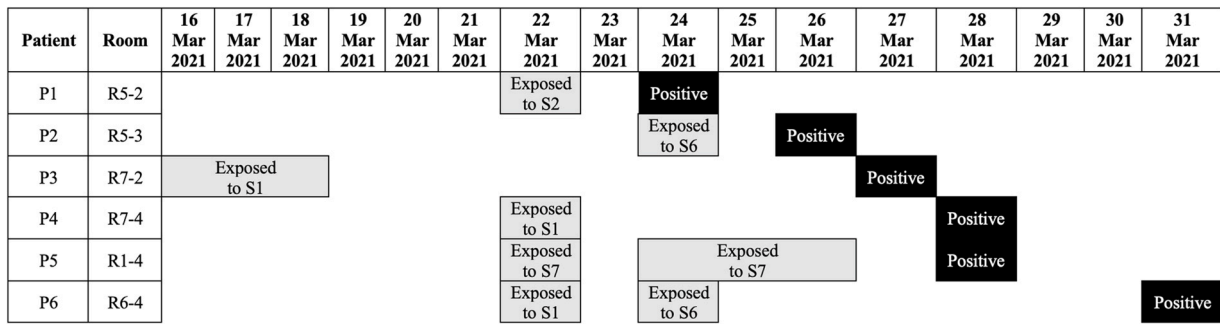 Patient Room 16 Mar 2021 17 Mar 2021 18 Mar 2021 19 Mar 2021 20 Mar 2021 21 Mar 2021 22 Mar 2021 23 Mar 2021 24 Mar 2021 25 Mar 2021 26 Mar 2021 27 Mar 2021 28 Mar 2021 29 Mar 2021 30 Mar 2021 31 Mar 2021
P1 R5-2 Exposed to S2 Positive
P2 R5-3 Exposed to S6 Positive
P3 R7-2 Exposed to S1 Positive
P4 R7-4 Exposed to S1 Positive
P5 R1-4 Exposed to S7 Exposed to S7 Positive
P6 R6-4 Exposed to S1 Exposed to S6 Positive